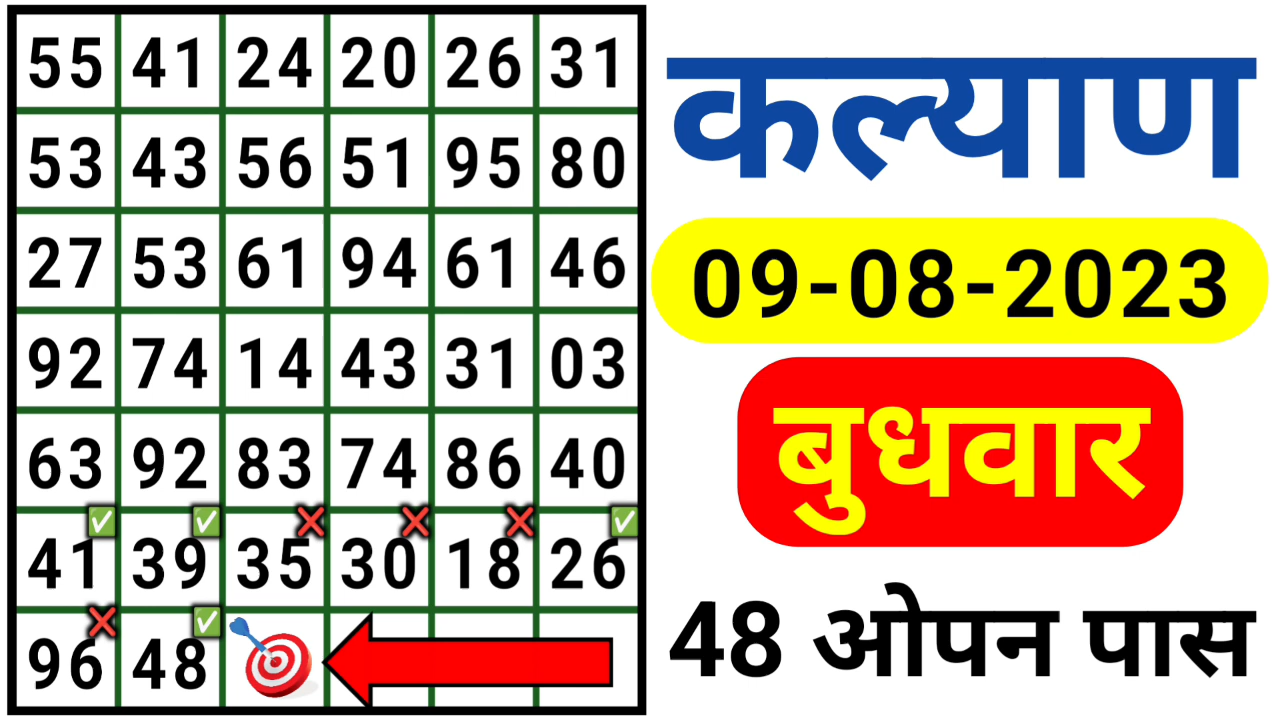 55 41 24 20 26 31
53 43 56 51 95 80
27 53 61 94 61 46
92 74 14 43 31 03
63 92 83 74 86 40
41 39 35 30 18 26
96 48
कल्याण
09-08-2023
बुधवार
48 ओपन पास